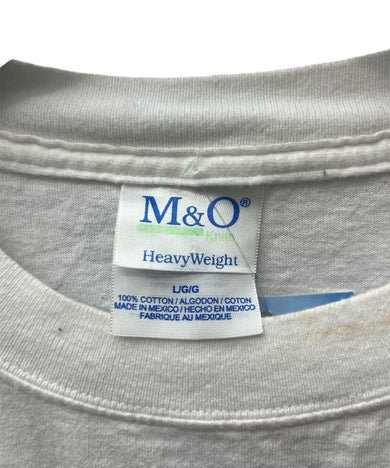 M&O®
Knits
HeavyWeight
L/G/G
100% COTTON / ALGODON / COTON
MADE IN MEXICO / HECHO EN MEXICO
FABRIQUE AU MEXIQUE